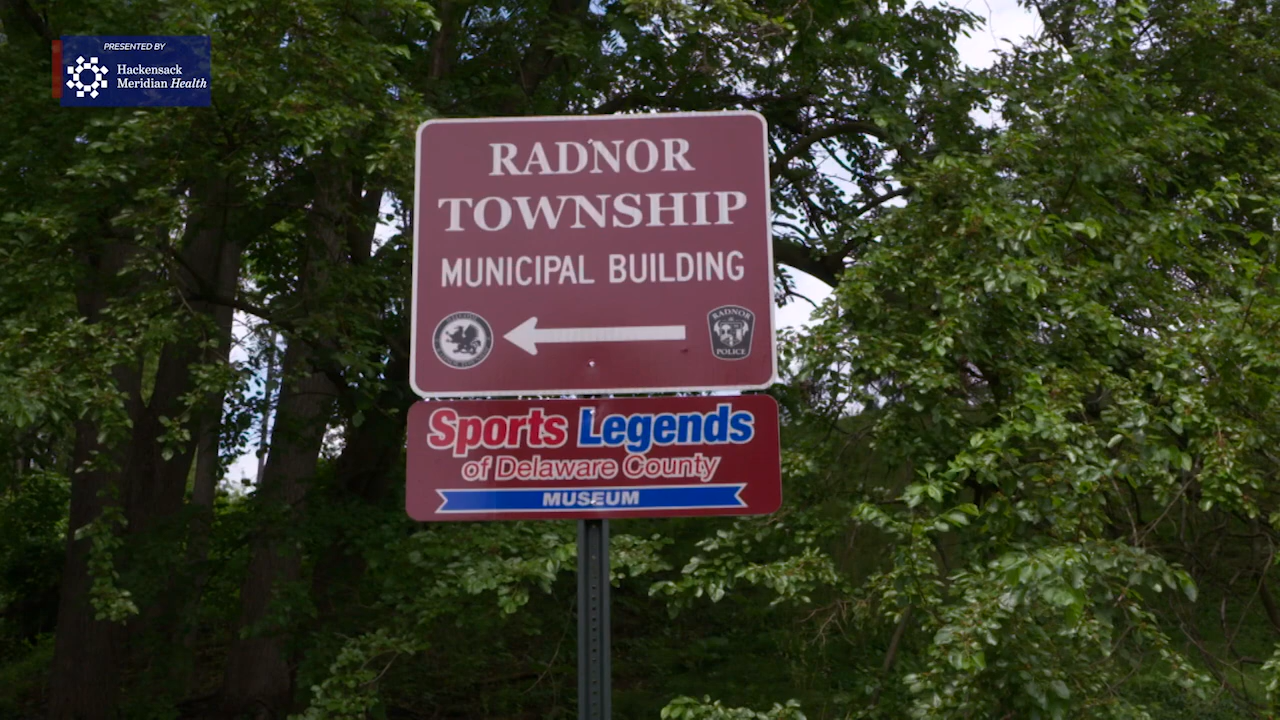 PRESENTED BY
Hackensack
Meridian Health
RADNOR
TOWNSHIP
MUNICIPAL BUILDING
RADNOR
POLICE
Sports Legends
of Delaware County
MUSEUM